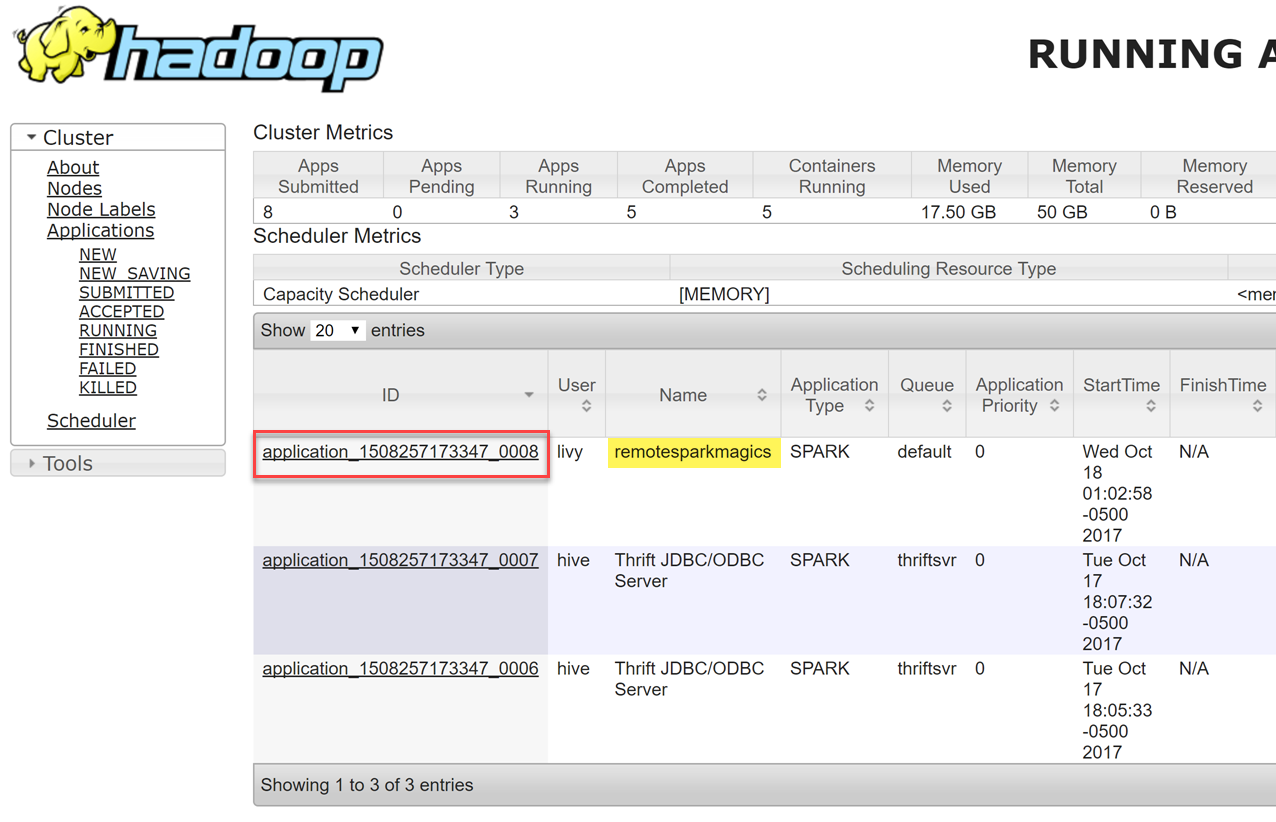 hadoop
RUNNING A
Cluster
About
Nodes
Node Labels
Applications
NEW
NEW_SAVING
SUBMITTED
ACCEPTED
RUNNING
FINISHED
FAILED
KILLED
Scheduler
Tools
Cluster Metrics
Apps Submitted Apps Pending Apps Running Apps Completed Containers Running Memory Used Memory Total Memory Reserved
8 0 3 5 5 17.50 GB 50 GB 0 B
Scheduler Metrics
Scheduler Type Scheduling Resource Type
Capacity Scheduler [MEMORY] <mer
Show 20 entries
ID User Name Application Type Queue Application Priority StartTime FinishTime
application_1508257173347_0008 livy remotesparkmagics SPARK default 0 Wed Oct N/A
18
01:02:58
-0500
2017
application_1508257173347_0007 hive Thrift JDBC/ODBC SPARK thriftsvr 0 Tue Oct N/A
Server 17
18:07:32
-0500
2017
application_1508257173347_0006 hive Thrift JDBC/ODBC SPARK thriftsvr 0 Tue Oct N/A
Server 17
18:05:33
-0500
2017
Showing 1 to 3 of 3 entries